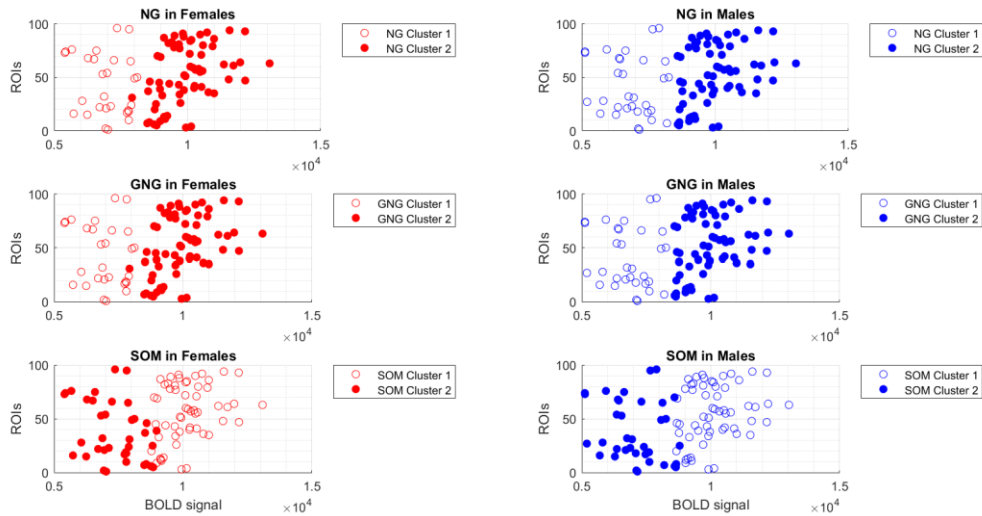 NG in Females
100
50
0
ROIs
0.5
1
1.5
×10⁴
NG Cluster 1
NG Cluster 2
NG in Males
100
50
0
ROIs
0.5
1
1.5
×10⁴
NG Cluster 1
NG Cluster 2
GNG in Females
100
50
0
ROIs
0.5
1
1.5
×10⁴
GNG Cluster 1
GNG Cluster 2
GNG in Males
100
50
0
ROIs
0.5
1
1.5
×10⁴
GNG Cluster 1
GNG Cluster 2
SOM in Females
100
50
0
ROIs
0.5
1
1.5
BOLD signal
×10⁴
SOM Cluster 1
SOM Cluster 2
SOM in Males
100
50
0
ROIs
0.5
1
1.5
BOLD signal
×10⁴
SOM Cluster 1
SOM Cluster 2